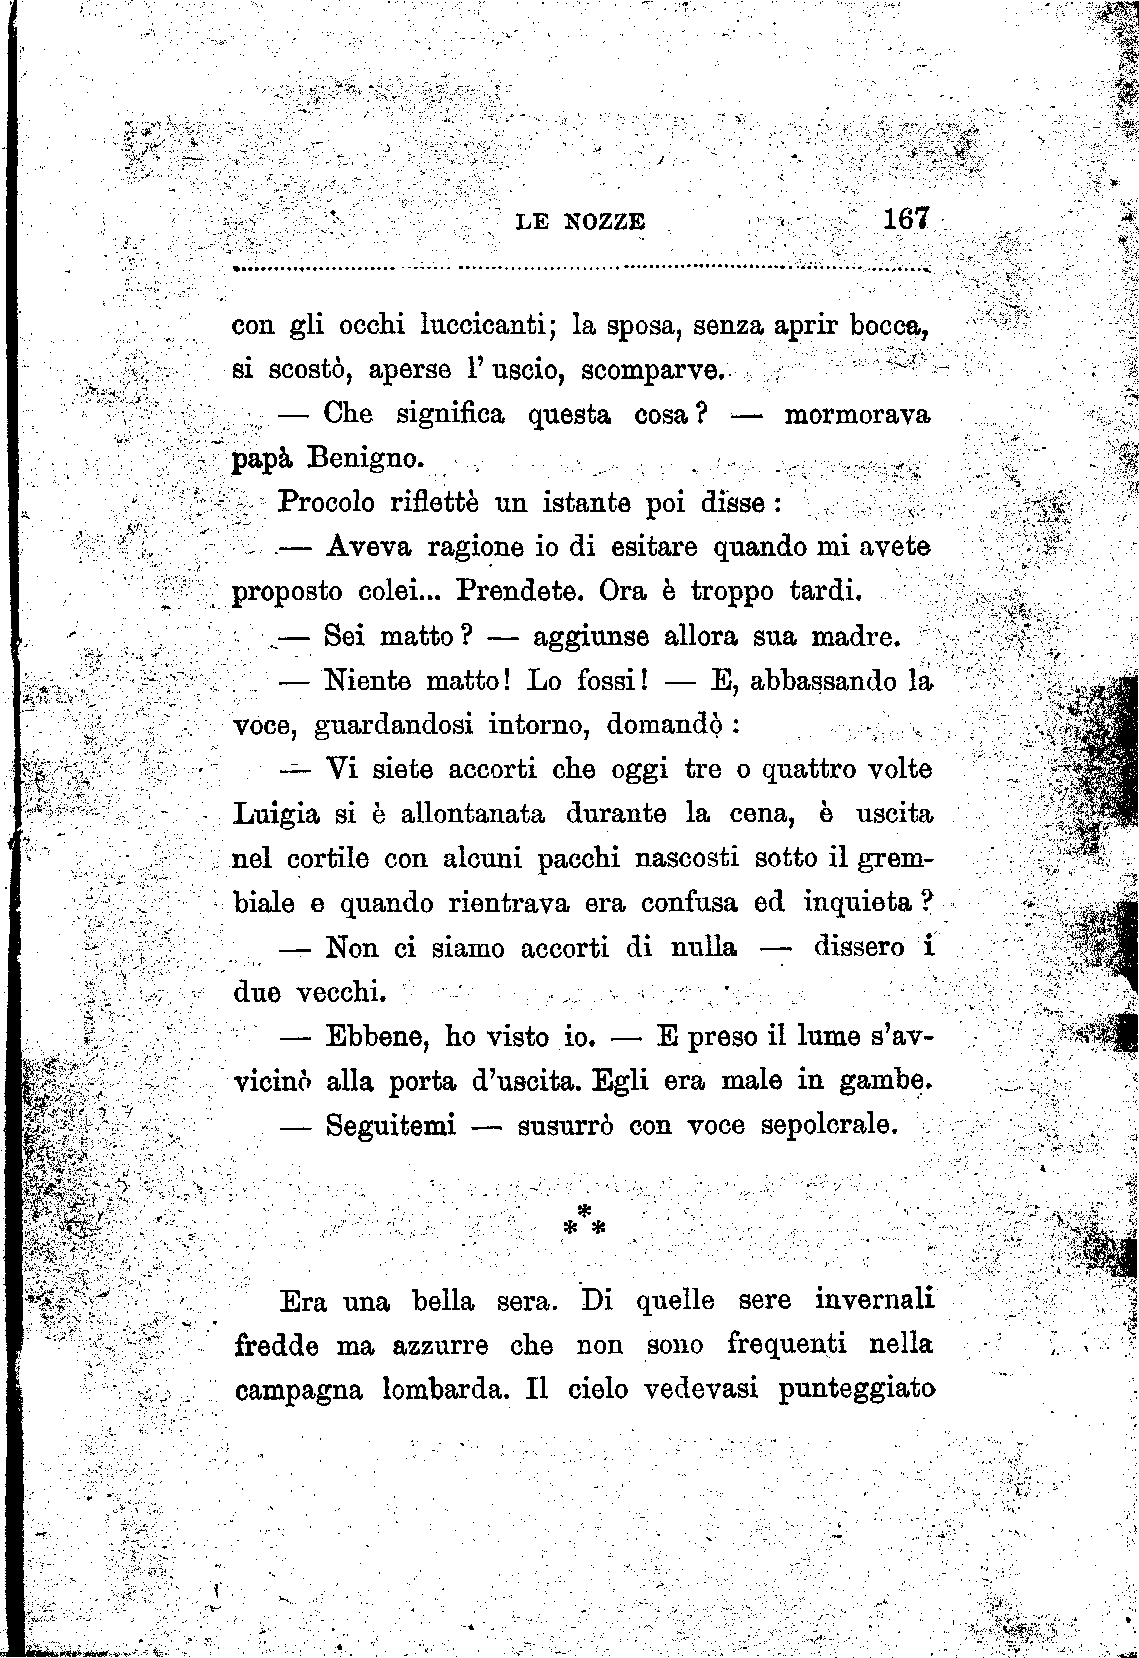 LE NOZZE 167
con gli occhi luccicanti; la sposa, senza aprir bocca,
si scostò, aperse l' uscio, scomparve.
— Che significa questa cosa? — mormorava
papà Benigno.
Procolo riflettè un istante poi disse :
— Aveva ragione io di esitare quando mi avete
proposto colei... Prendete. Ora è troppo tardi.
— Sei matto? — aggiunse allora sua madre.
— Niente matto! Lo fossi! — E, abbassando la
voce, guardandosi intorno, domandò :
— Vi siete accorti che oggi tre o quattro volte
Luigia si è allontanata durante la cena, è uscita
nel cortile con alcuni pacchi nascosti sotto il grem-
biale e quando rientrava era confusa ed inquieta ?
— Non ci siamo accorti di nulla — dissero i
due vecchi.
— Ebbene, ho visto io. — E preso il lume s'av-
vicinò alla porta d'uscita. Egli era male in gambe.
— Seguitemi — susurrò con voce sepolcrale.
*
* *
Era una bella sera. Di quelle sere invernali
fredde ma azzurre che non sono frequenti nella
campagna lombarda. Il cielo vedevasi punteggiato